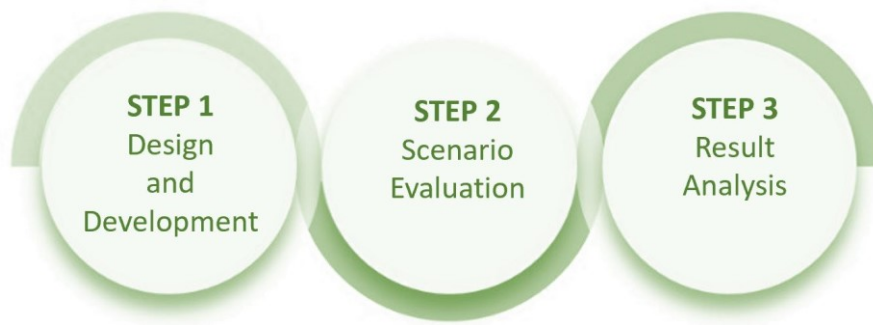 STEP 1
Design
and
Development
STEP 2
Scenario
Evaluation
STEP 3
Result
Analysis